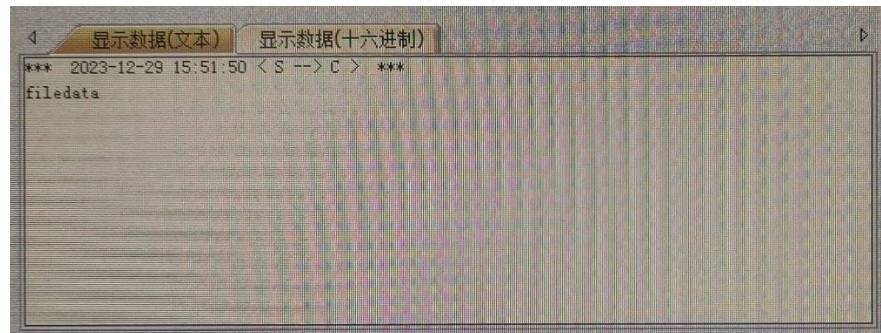 显示数据(文本) 显示数据(十六进制)
*** 2023-12-29 15:51:50 < S --> C > ***
filedata